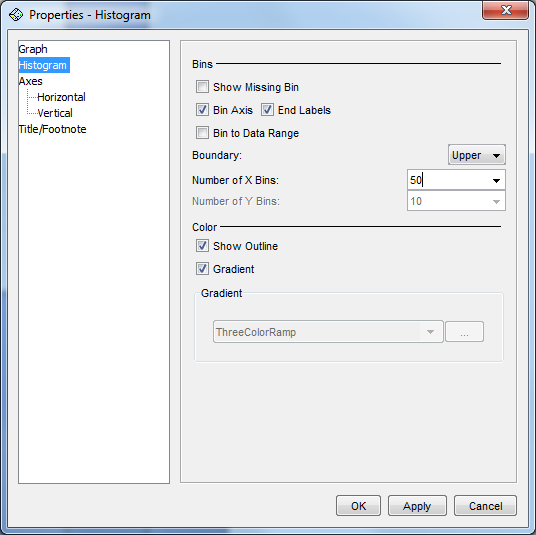 Properties - Histogram
Graph
Histogram
Axes
Horizontal
Vertical
Title/Footnote
Bins
Show Missing Bin
Bin Axis End Labels
Bin to Data Range
Boundary: Upper
Number of X Bins: 50
Number of Y Bins: 10
Color
Show Outline
Gradient
Gradient
ThreeColorRamp ...
OK Apply Cancel